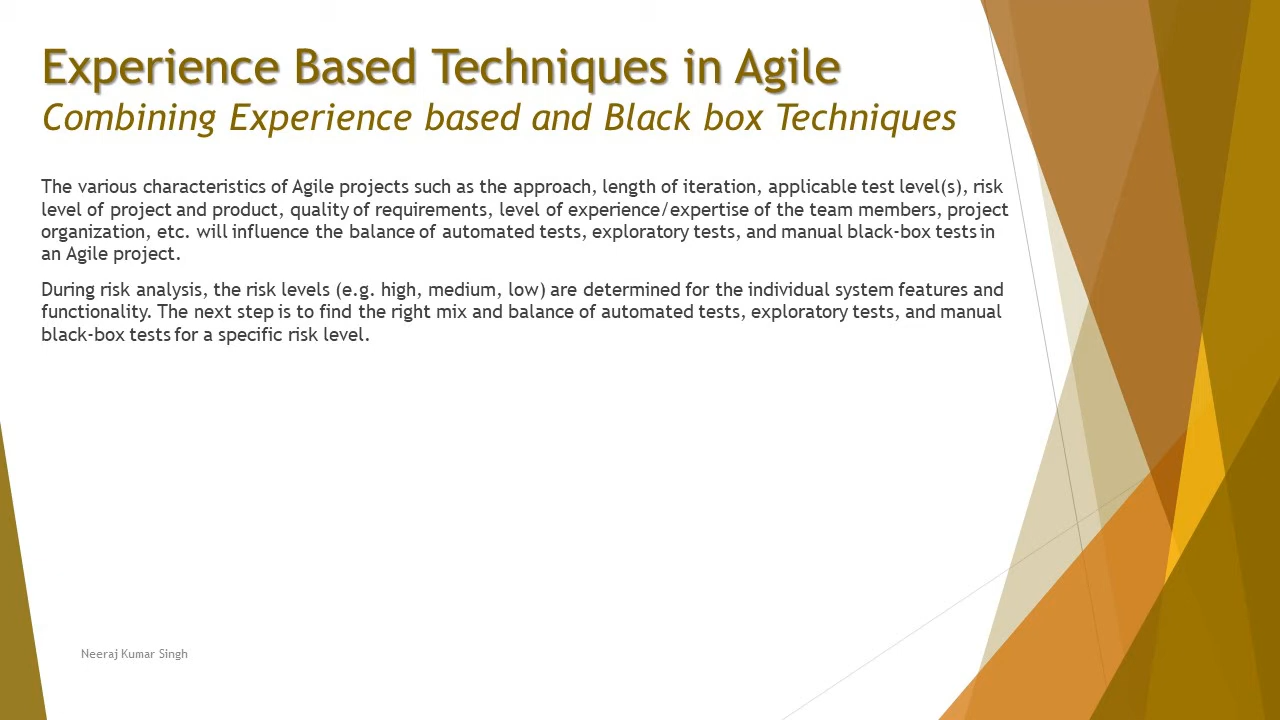 Experience Based Techniques in Agile
Combining Experience based and Black box Techniques
The various characteristics of Agile projects such as the approach, length of iteration, applicable test level(s), risk
level of project and product, quality of requirements, level of experience/expertise of the team members, project
organization, etc. will influence the balance of automated tests, exploratory tests, and manual black-box tests in
an Agile project.
During risk analysis, the risk levels (e.g. high, medium, low) are determined for the individual system features and
functionality. The next step is to find the right mix and balance of automated tests, exploratory tests, and manual
black-box tests for a specific risk level.
Neeraj Kumar Singh